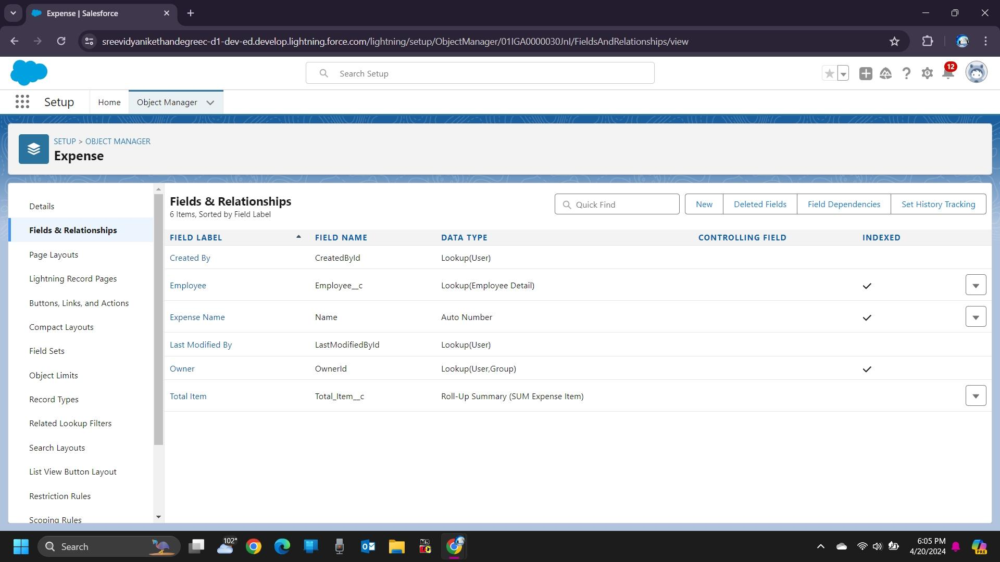 Expense | Salesforce
sreevidyanikethandegreec-d1-dev-ed.develop.lightning.force.com/lightning/setup/ObjectManager/01IGA0000030JnI/FieldsAndRelationships/view
Search Setup
12
Setup
Home
Object Manager
SETUP > OBJECT MANAGER
Expense
Details
Fields & Relationships
Page Layouts
Lightning Record Pages
Buttons, Links, and Actions
Compact Layouts
Field Sets
Object Limits
Record Types
Related Lookup Filters
Search Layouts
List View Button Layout
Restriction Rules
Scoping Rules
Fields & Relationships
6 Items, Sorted by Field Label
Quick Find
New
Deleted Fields
Field Dependencies
Set History Tracking
FIELD LABEL FIELD NAME DATA TYPE CONTROLLING FIELD INDEXED
Created By CreatedById Lookup(User)
Employee Employee__c Lookup(Employee Detail)
Expense Name Name Auto Number
Last Modified By LastModifiedById Lookup(User)
Owner OwnerId Lookup(User,Group)
Total Item Total_Item__c Roll-Up Summary (SUM Expense Item)
Search
102°
MS
6:05 PM
4/20/2024
PRE